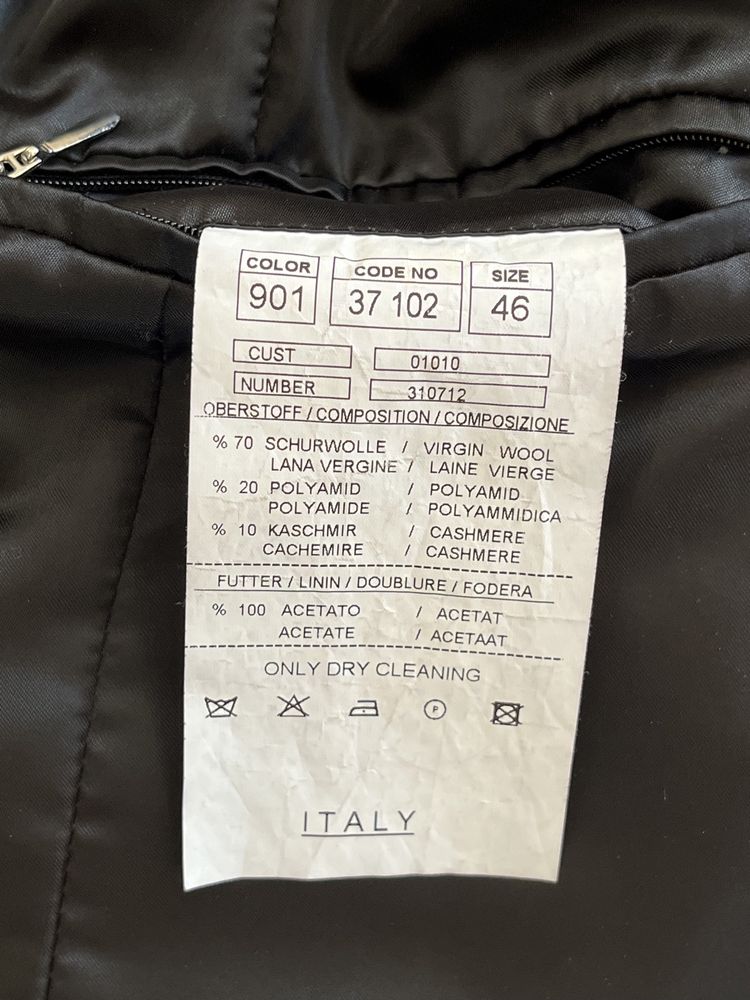 COLOR CODE NO SIZE
901 37 102 46
CUST 01010
NUMBER 310712
OBERSTOFF / COMPOSITION / COMPOSIZIONE
% 70 SCHURWOLLE / VIRGIN WOOL
LANA VERGINE / LAINE VIERGE
% 20 POLYAMID / POLYAMID
POLYAMIDE / POLYAMMIDICA
% 10 KASCHMIR / CASHMERE
CACHEMIRE / CASHMERE
FUTTER / LININ / DOUBLURE / FODERA
% 100 ACETATO / ACETAT
ACETATE / ACETAAT
ONLY DRY CLEANING
P
ITALY